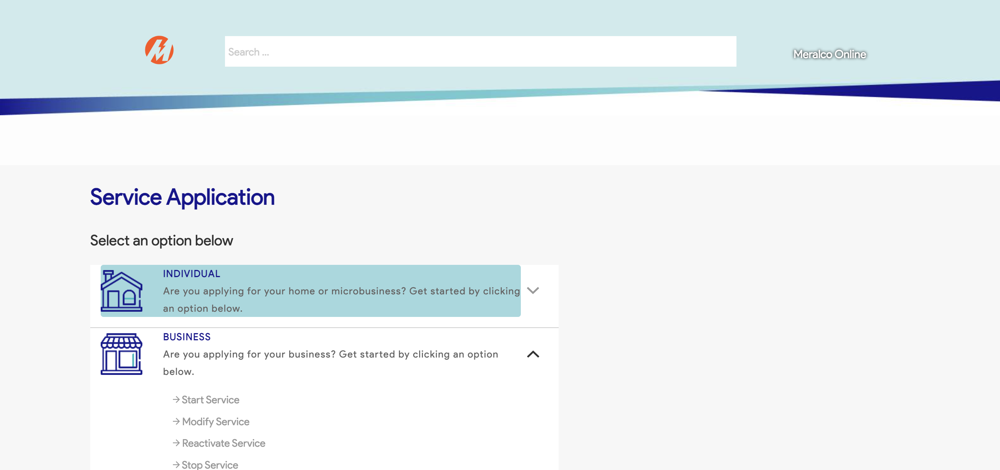 Search ...
Meralco Online
Service Application
Select an option below
INDIVIDUAL
Are you applying for your home or microbusiness? Get started by clicking
an option below.
BUSINESS
Are you applying for your business? Get started by clicking an option
below.
→ Start Service
→ Modify Service
→ Reactivate Service
→ Stop Service